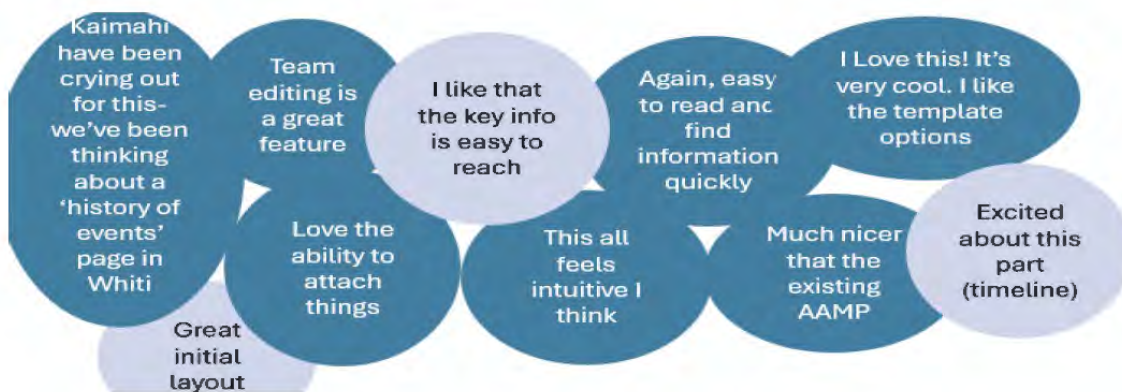 Kaimahi
have been
crying out
for this-
we've been
thinking
about a
'history of
events'
page in
Whiti
Team
editing is
a great
feature
I like that
the key info
is easy to
reach
Again, easy
to read and
find
information
quickly
I Love this! It's
very cool. I like
the template
options
Great
initial
layout
Love the
ability to
attach
things
This all
feels
intuitive I
think
Much nicer
that the
existing
AAMP
Excited
about this
part
(timeline)